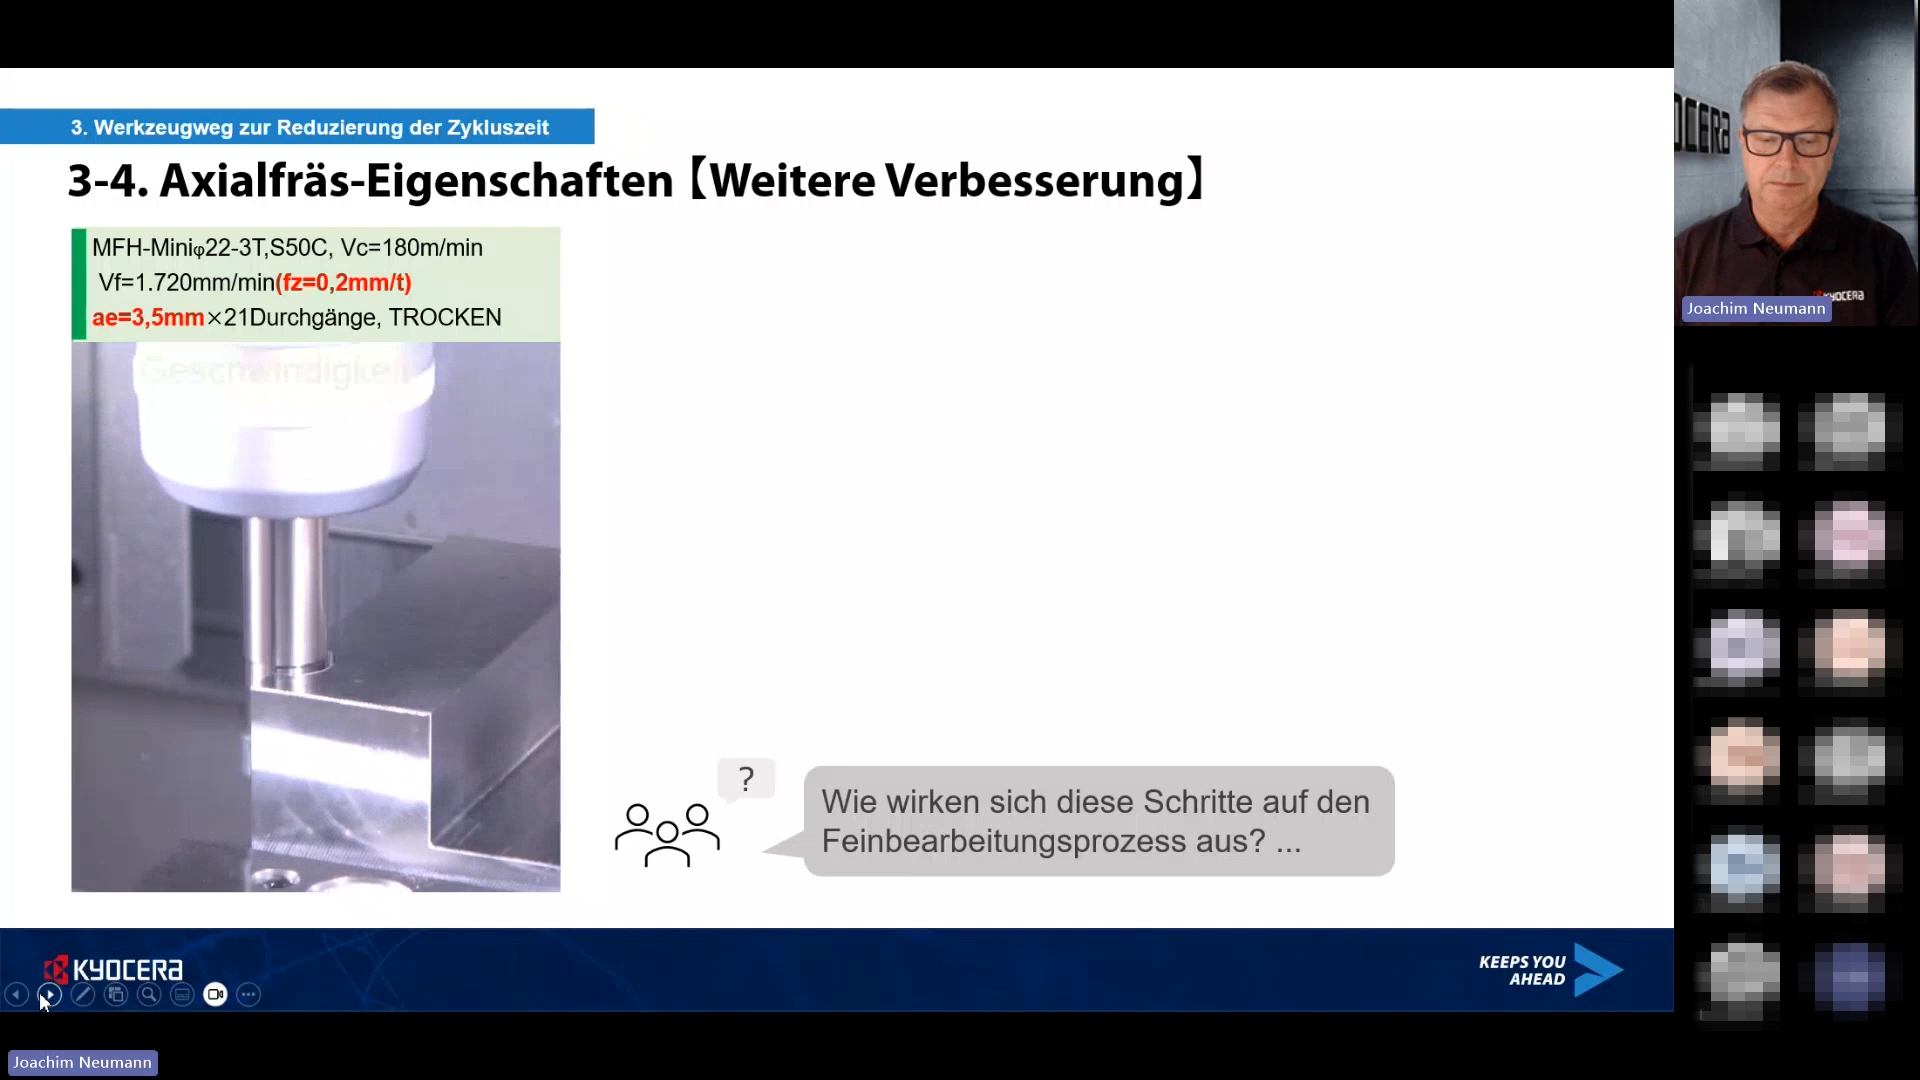 3. Werkzeugweg zur Reduzierung der Zykluszeit
3-4. Axialfräs-Eigenschaften【Weitere Verbesserung】
MFH-Miniφ22-3T,S50C, Vc=180m/min
Vf=1.720mm/min(fz=0,2mm/t)
ae=3,5mm×21Durchgänge, TROCKEN
Geschwindigkeit
?
Wie wirken sich diese Schritte auf den
Feinbearbeitungsprozess aus? ...
KYOCERA
KEEPS YOU
AHEAD
Joachim Neumann
OCERA
KYOCERA
Joachim Neumann